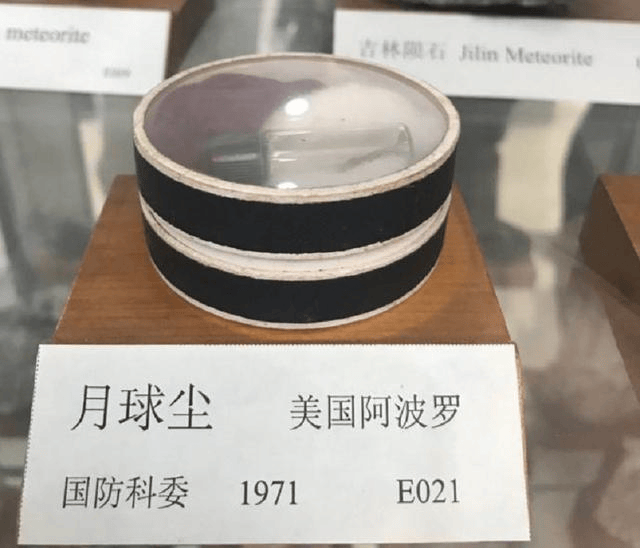 meteorite
E009
吉林陨石 Jilin Meteorite
月球尘 美国阿波罗
国防科委 1971 E021